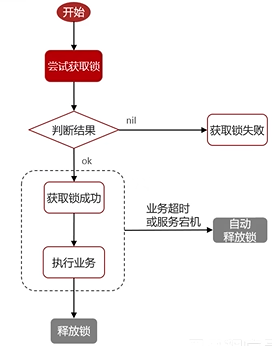 开始
尝试获取锁
判断结果
nil
获取锁失败
ok
获取锁成功
业务超时
或服务宕机
自动
释放锁
执行业务
释放锁